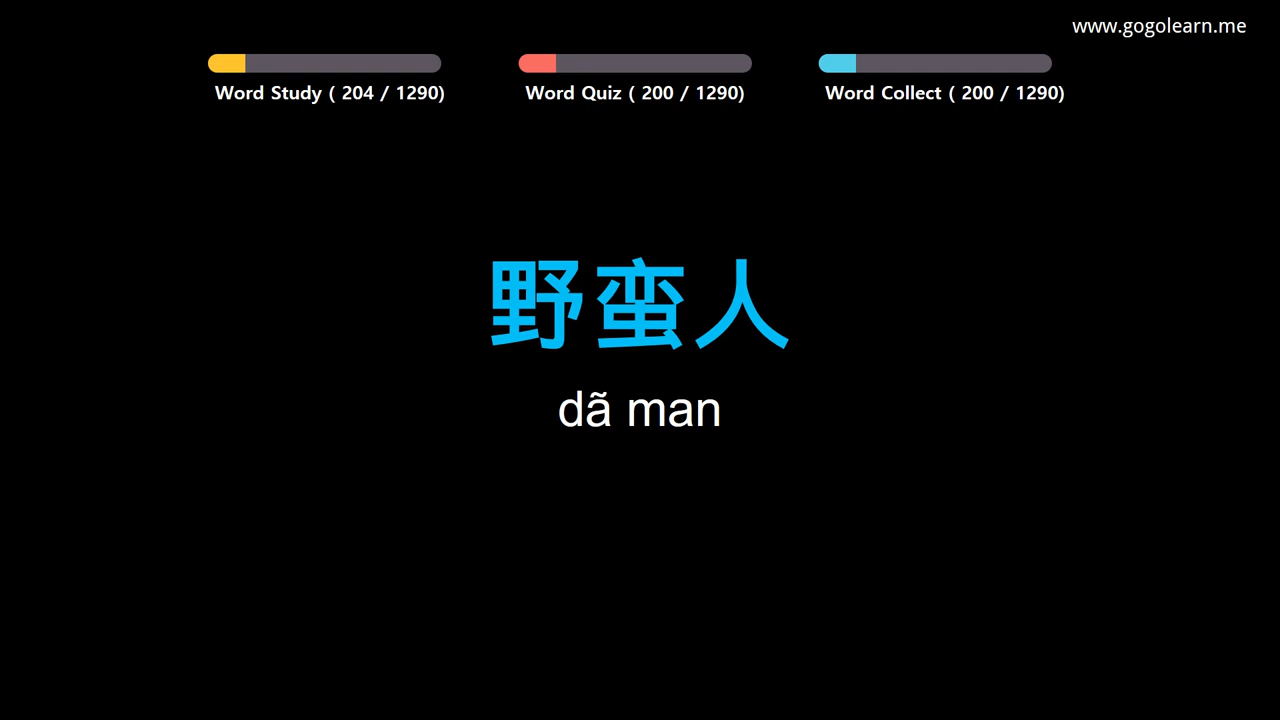 www.gogolearn.me
Word Study ( 204 / 1290)
Word Quiz ( 200 / 1290)
Word Collect ( 200 / 1290)
野蛮人
dã man